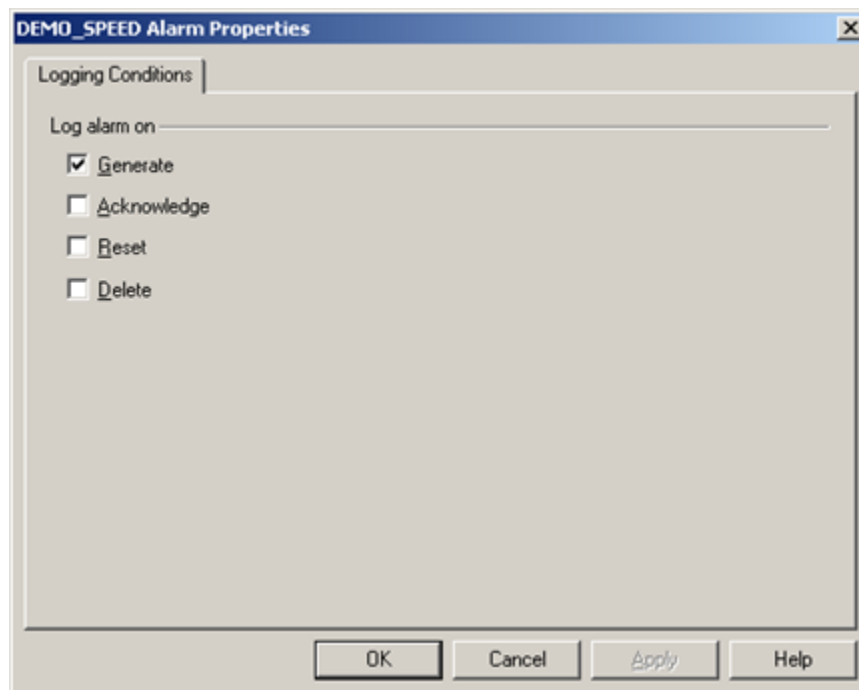 DEMO_SPEED Alarm Properties
Logging Conditions
Log alarm on
Generate
Acknowledge
Reset
Delete
OK Cancel Apply Help